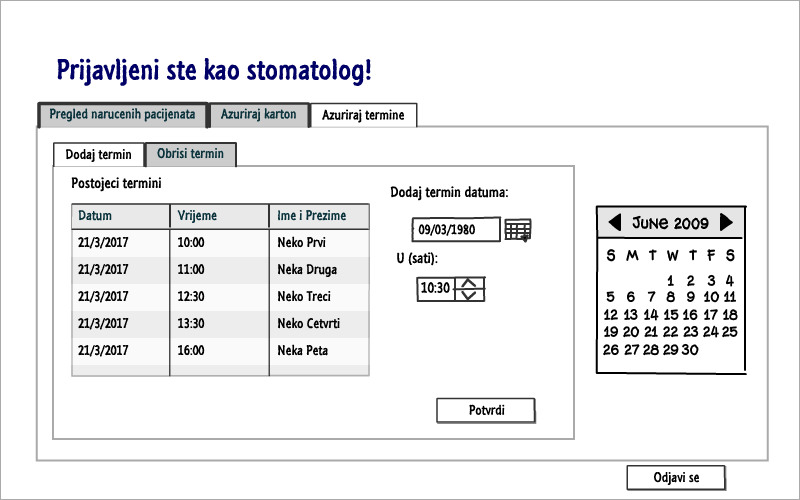 Prijavljeni ste kao stomatolog!
Pregled narucenih pacijenata Azuriraj karton Azuriraj termine
Dodaj termin Obrisi termin
Postojeci termini
Datum Vrijeme Ime i Prezime
21/3/2017 10:00 Neko Prvi
21/3/2017 11:00 Neka Druga
21/3/2017 12:30 Neko Treci
21/3/2017 13:30 Neko Cetvrti
21/3/2017 16:00 Neka Peta
Dodaj termin datuma:
09/03/1980
U (sati):
10:30
Potvrdi
June 2009
S M T W T F S
1 2 3 4
5 6 7 8 9 10 11
12 13 14 15 16 17 18
19 20 21 22 23 24 25
26 27 28 29 30
Odjavi se